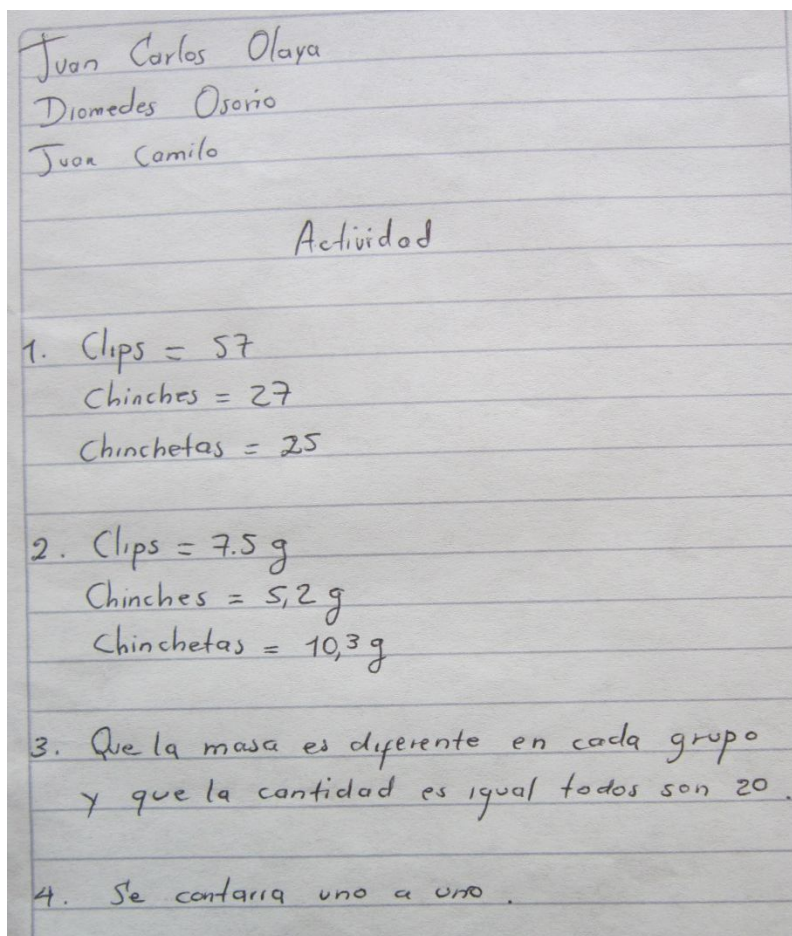 Juan Carlos Olaya
Diomedes Osorio
Juan Camilo
Actividad
1. Clips = 57
Chinches = 27
Chinchetas = 25
2. Clips = 7.5 g
Chinches = 5,2 g
Chinchetas = 10,3 g
3. Que la masa es diferente en cada grupo
y que la cantidad es igual todos son 20.
4. Se contarra uno a uno.